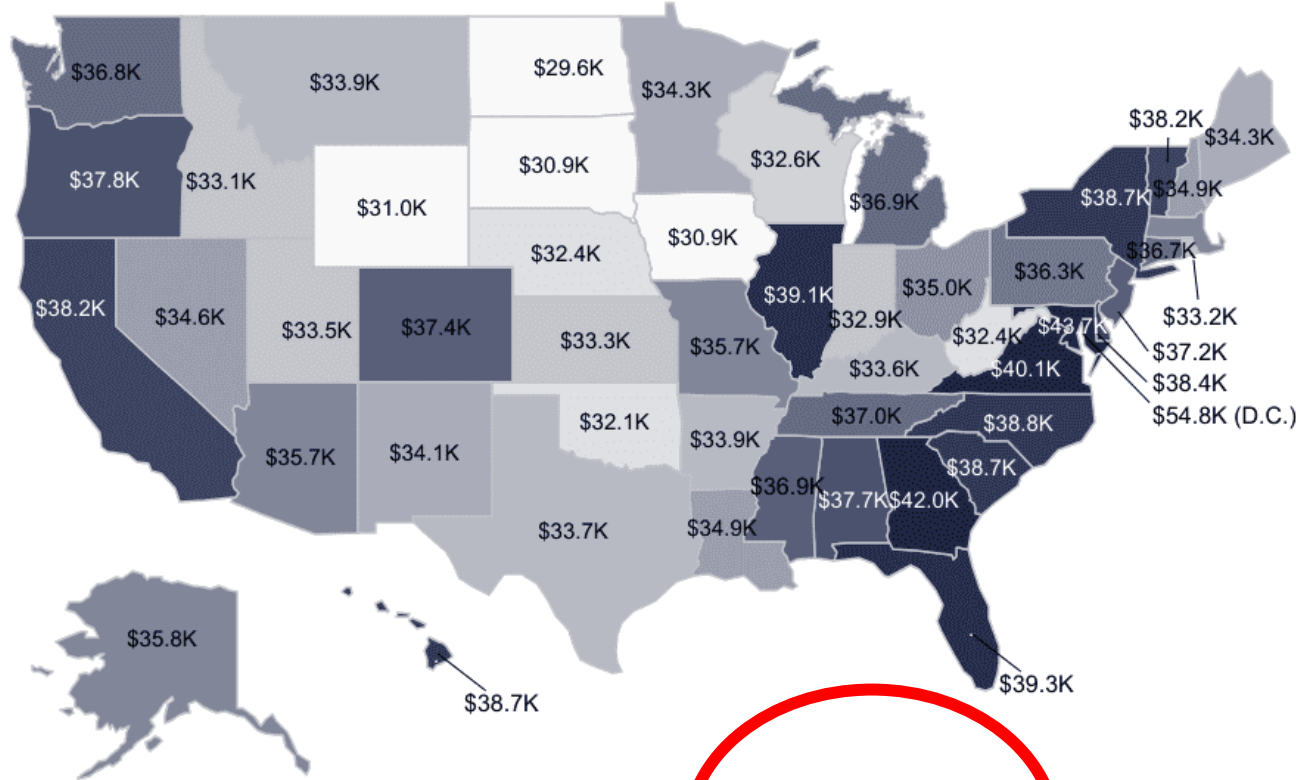 $36.8K
$33.9K
$29.6K
$34.3K
$38.2K
$34.3K
$37.8K
$33.1K
$31.0K
$30.9K
$32.6K
$36.9K
$38.7K
$34.9K
$38.2K
$34.6K
$33.5K
$37.4K
$32.4K
$30.9K
$39.1K
$32.9K
$35.0K
$36.3K
$36.7K
$33.2K
$33.3K
$35.7K
$33.6K
$32.4K
$43.7K
$37.2K
$40.1K
$38.4K
$54.8K (D.C.)
$35.7K
$34.1K
$32.1K
$33.9K
$37.0K
$38.8K
$38.7K
$33.7K
$34.9K
$36.9K
$37.7K
$42.0K
$35.8K
$38.7K
$39.3K